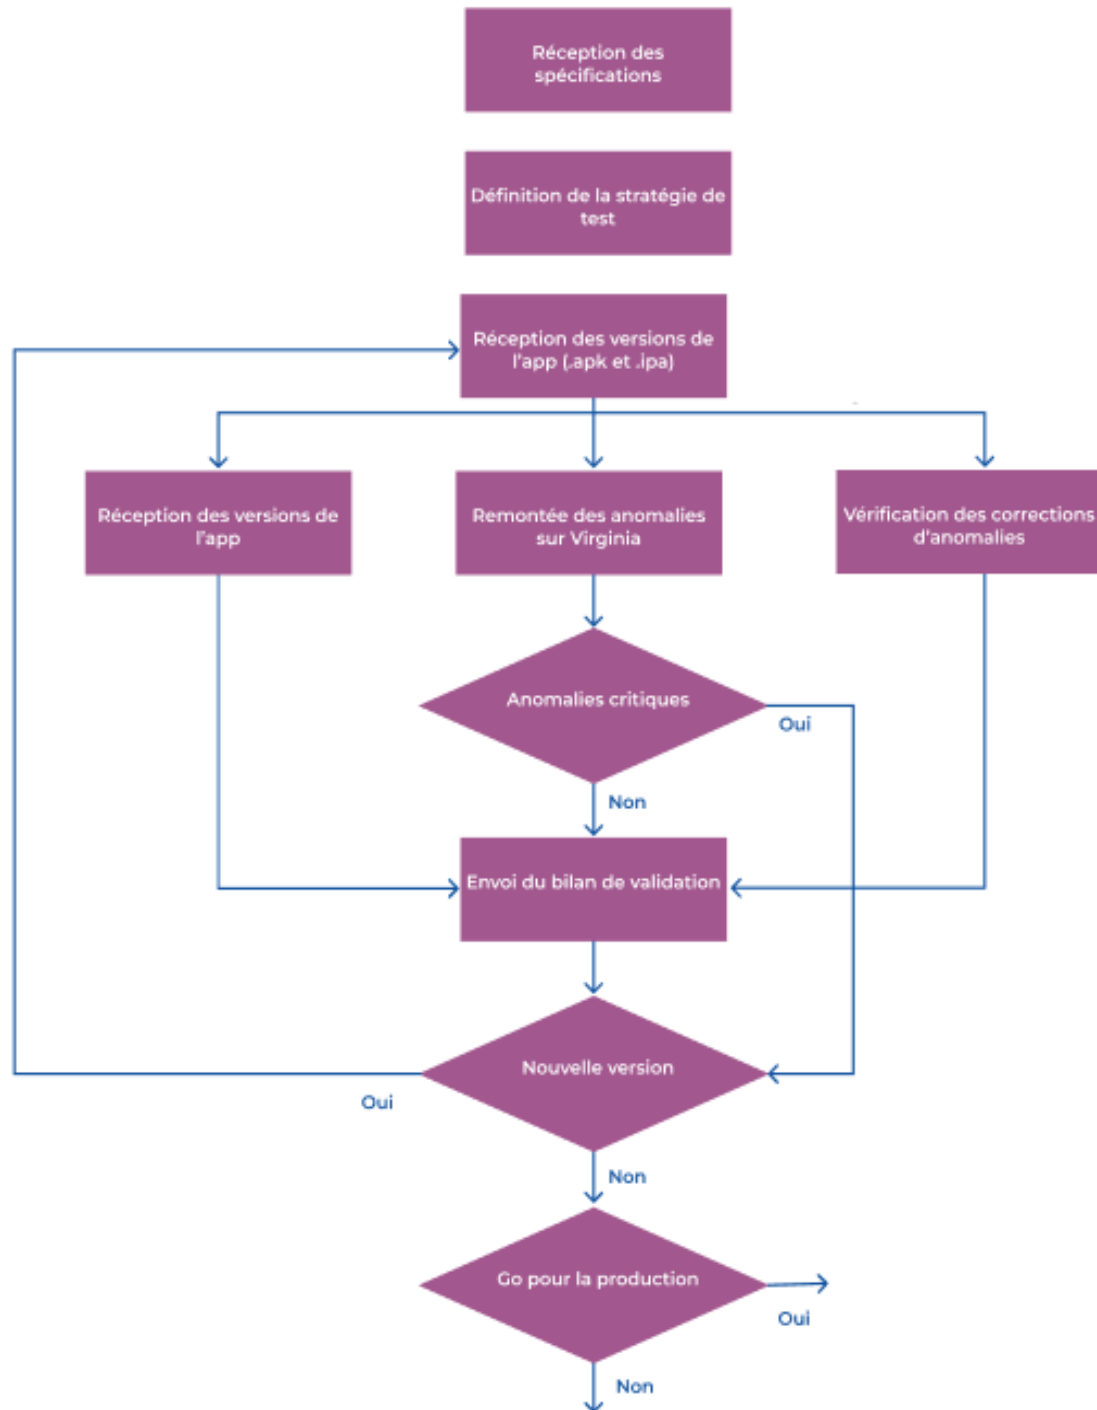 Réception des
spécifications
Définition de la stratégie de
test
Réception des versions de
l'app (.apk et .ipa)
Réception des versions de
l'app
Remontée des anomalies
sur Virginia
Vérification des corrections
d'anomalies
Anomalies critiques
Oui
Non
Envoi du bilan de validation
Nouvelle version
Oui
Non
Go pour la production
Oui
Non